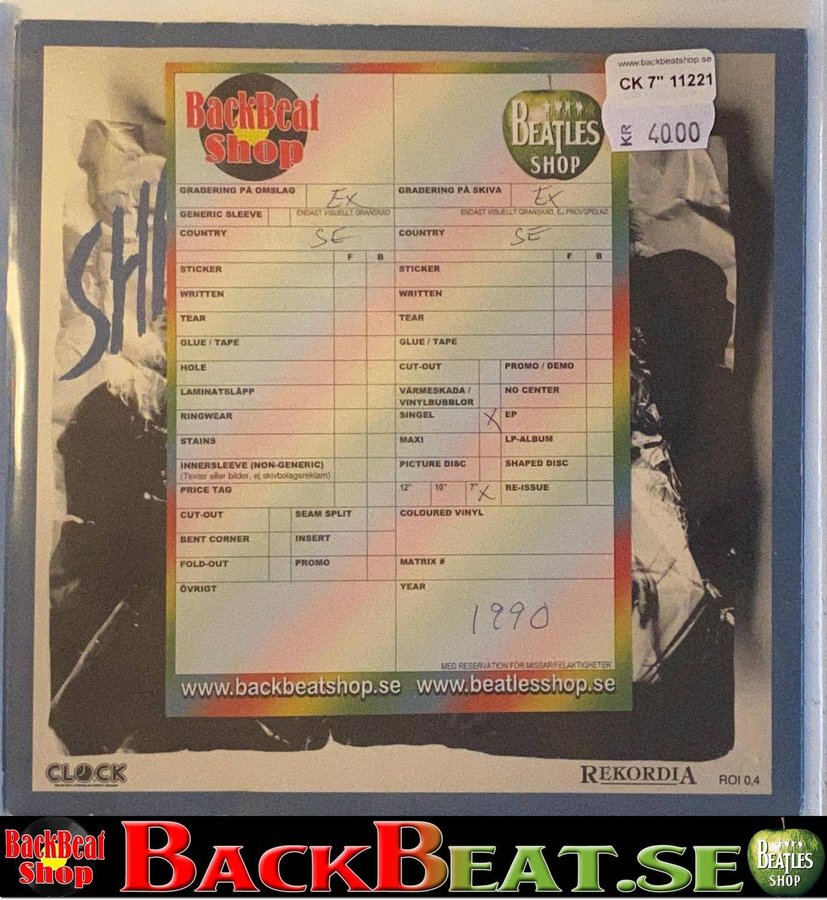 www.backbeatshop.se
CK 7" 11221
KR 40.00
BackBeat Shop
BEATLES SHOP
GRADERING PÅ OMSLAG Ex GRADERING PÅ SKIVA Ex
GENERIC SLEEVE ENDAST VISUELLT GRANSKAD ENDAST VISUELLT GRANSKAD, EJ PROVSPELAD
COUNTRY SE COUNTRY SE
F B F B
STICKER STICKER
WRITTEN WRITTEN
TEAR TEAR
GLUE / TAPE GLUE / TAPE
HOLE CUT-OUT PROMO / DEMO
LAMINATSLÄPP VÄRMESKADA / VINYLBUBBLOR NO CENTER
RINGWEAR SINGEL X EP
STAINS MAXI LP-ALBUM
INNERSLEEVE (NON-GENERIC) PICTURE DISC SHAPED DISC
(Texter eller bilder, ej skivbolagsreklam)
PRICE TAG 12" 10" 7" X RE-ISSUE
CUT-OUT SEAM SPLIT COLOURED VINYL
BENT CORNER INSERT
FOLD-OUT PROMO MATRIX #
ÖVRIGT YEAR
1990
MED RESERVATION FÖR MISSAR/FELAKTIGHETER
www.backbeatshop.se www.beatlesshop.se
CLOCK
REKORDIA ROI 0,4
BackBeat Shop BACKBEAT.SE BEATLES SHOP